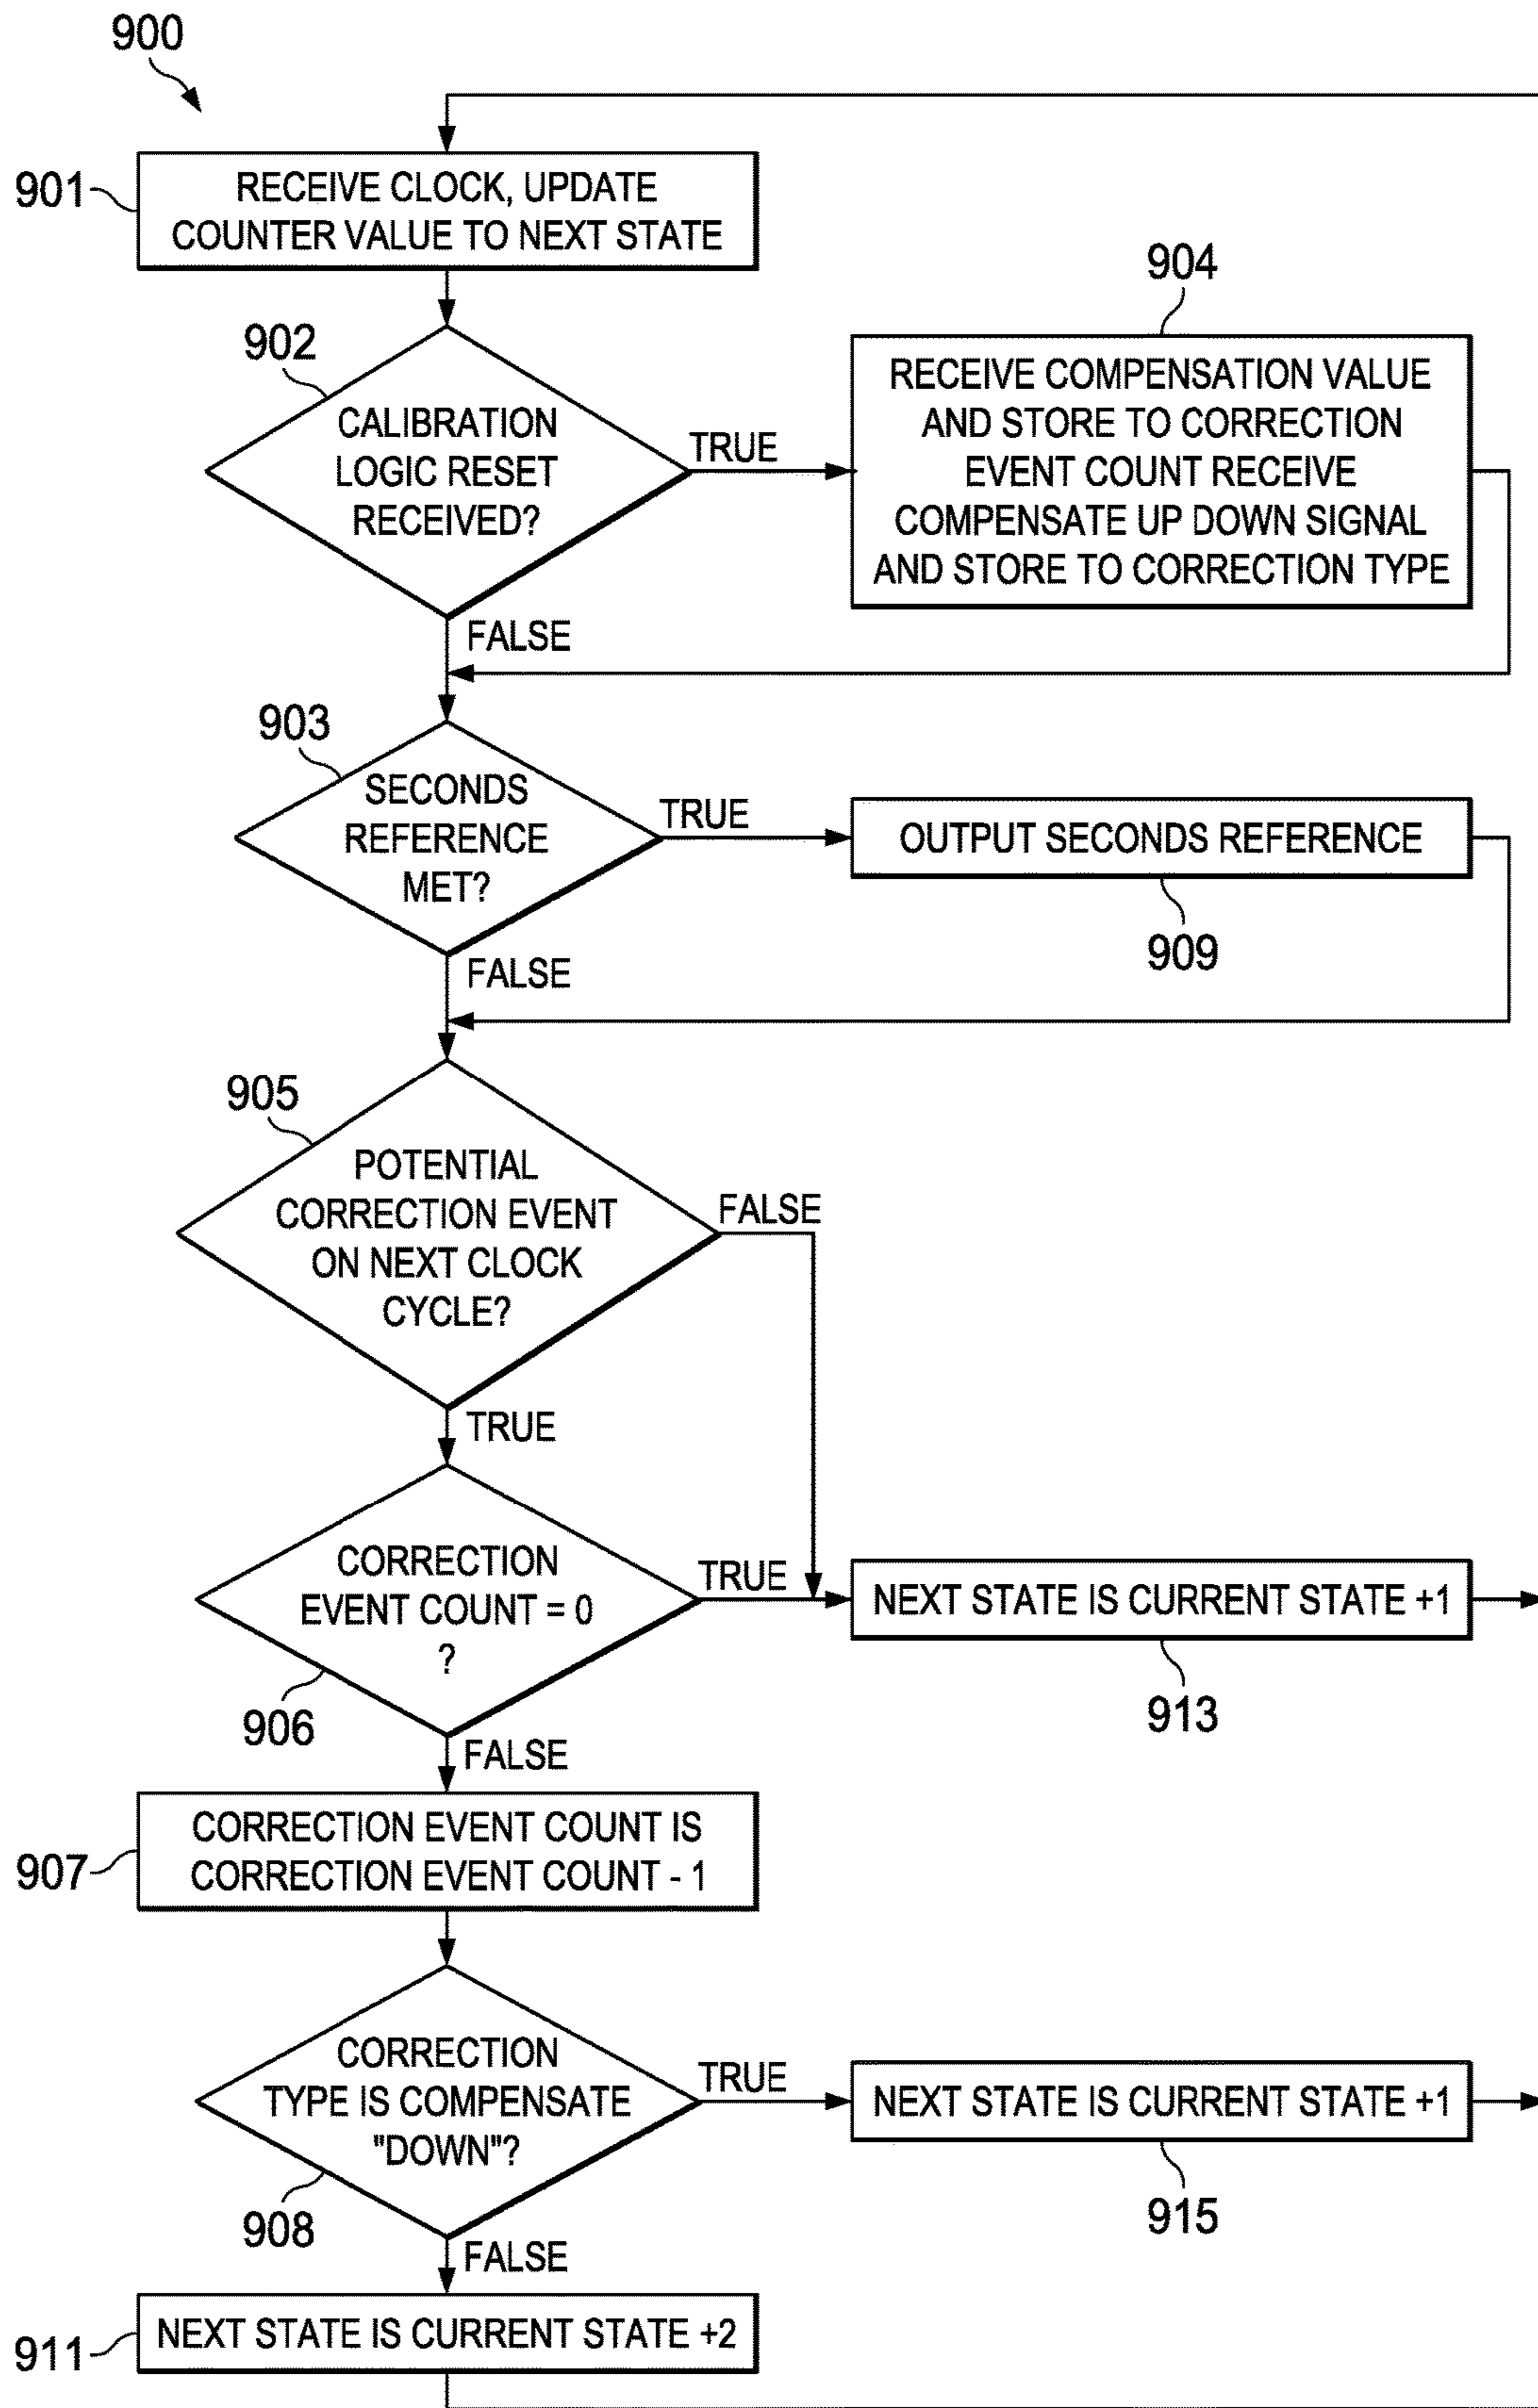 900
901
RECEIVE CLOCK, UPDATE
COUNTER VALUE TO NEXT STATE
902
CALIBRATION
LOGIC RESET
RECEIVED?
TRUE
FALSE
904
RECEIVE COMPENSATION VALUE
AND STORE TO CORRECTION
EVENT COUNT RECEIVE
COMPENSATE UP DOWN SIGNAL
AND STORE TO CORRECTION TYPE
903
SECONDS
REFERENCE
MET?
TRUE
FALSE
OUTPUT SECONDS REFERENCE
909
905
POTENTIAL
CORRECTION EVENT
ON NEXT CLOCK
CYCLE?
FALSE
TRUE
CORRECTION
EVENT COUNT = 0
?
906
TRUE
FALSE
NEXT STATE IS CURRENT STATE +1
913
907
CORRECTION EVENT COUNT IS
CORRECTION EVENT COUNT - 1
CORRECTION
TYPE IS COMPENSATE
"DOWN"?
908
TRUE
FALSE
NEXT STATE IS CURRENT STATE +1
915
911
NEXT STATE IS CURRENT STATE +2